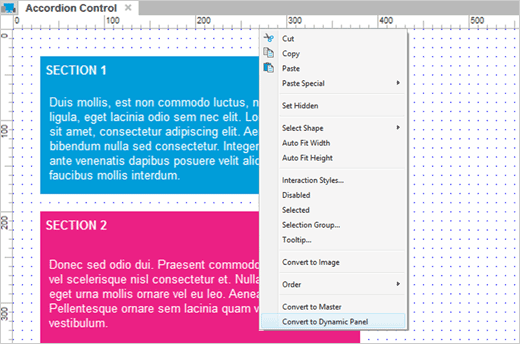 Accordion Control
0 100 200 300 400 500
0
100
200
300
SECTION 1
Duis mollis, est non commodo luctus, n
ligula, eget lacinia odio sem nec elit. Lo
sit amet, consectetur adipiscing elit. Aen
bibendum nulla sed consectetur. Integer
ante venenatis dapibus posuere velit alic
faucibus mollis interdum.
SECTION 2
Donec sed odio dui. Praesent commodo
vel scelerisque nisl consectetur et. Nulla
eget urna mollis ornare vel eu leo. Aenea
Pellentesque ornare sem lacinia quam v
vestibulum.
Cut
Copy
Paste
Paste Special
Set Hidden
Select Shape
Auto Fit Width
Auto Fit Height
Interaction Styles...
Disabled
Selected
Selection Group...
Tooltip...
Convert to Image
Order
Convert to Master
Convert to Dynamic Panel